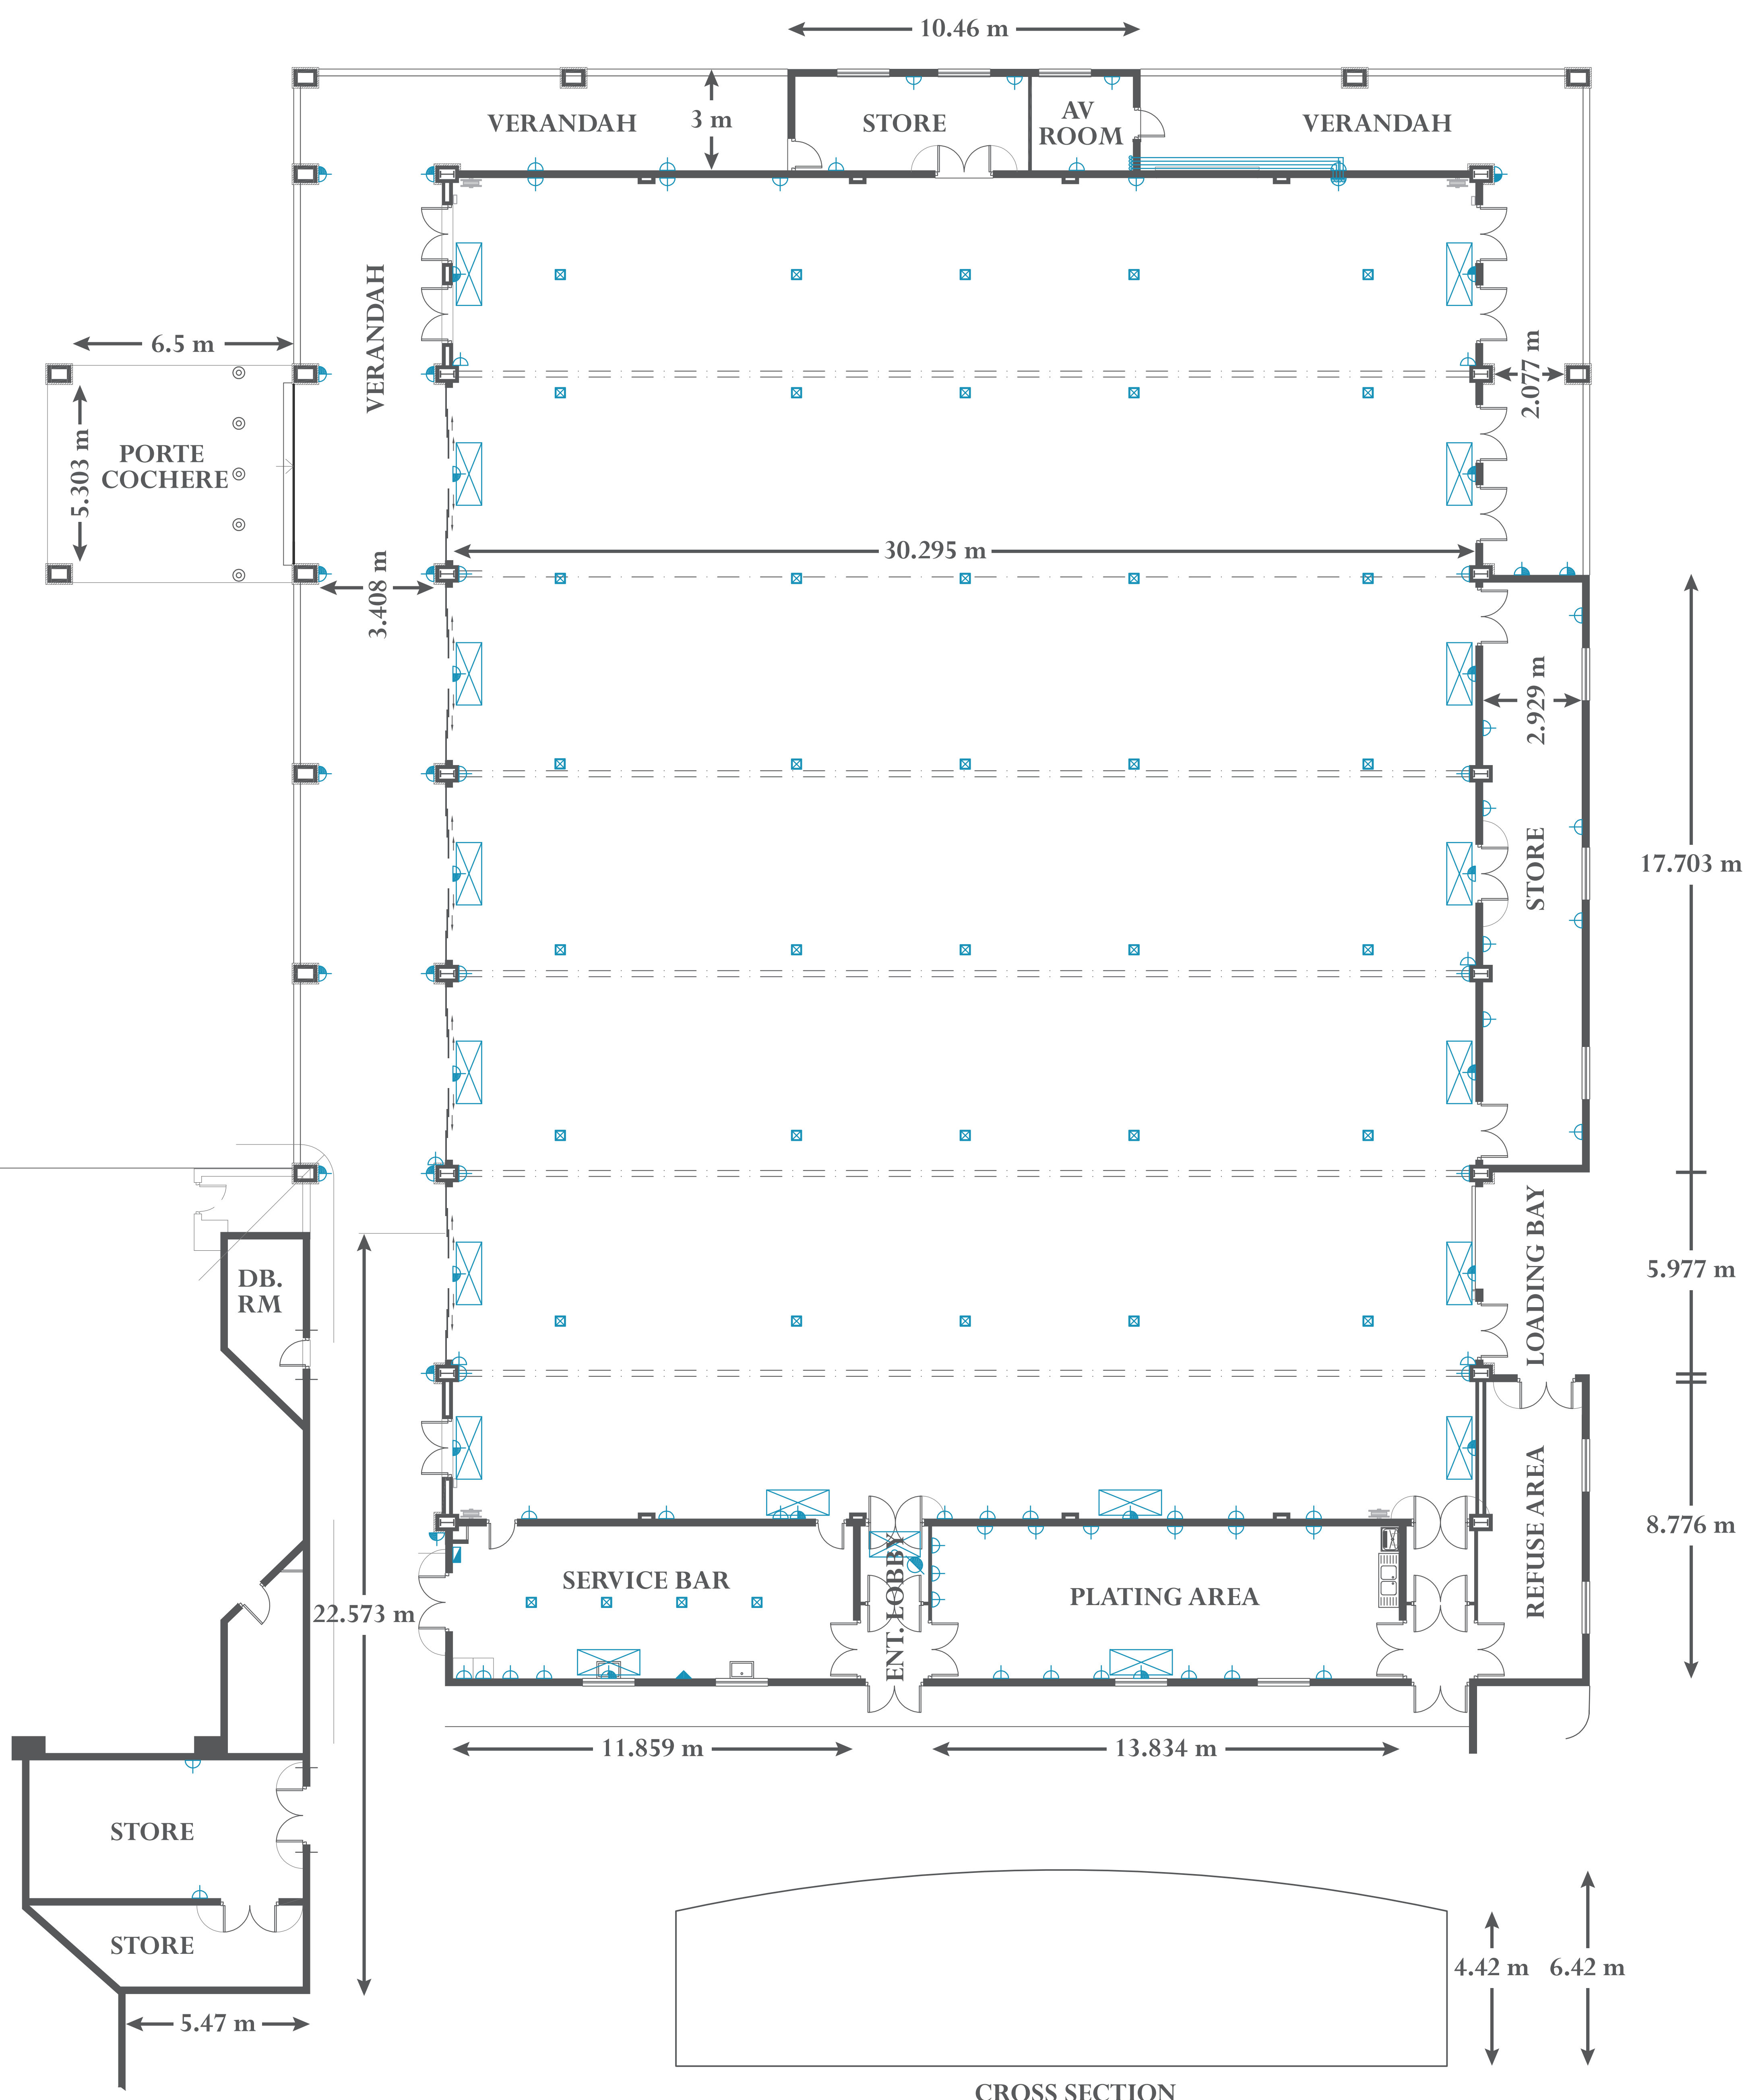 10.46 m
VERANDAH
3 m
STORE
AV
ROOM
VERANDAH
VERANDAH
6.5 m
2.077 m
5.303 m
PORTE
COCHERE
30.295 m
3.408 m
2.929 m
STORE
17.703 m
DB.
RM
LOADING BAY
5.977 m
REFUSE AREA
8.776 m
SERVICE BAR
ENT. LOBBY
PLATING AREA
22.573 m
11.859 m
13.834 m
STORE
STORE
5.47 m
4.42 m
6.42 m
CROSS SECTION